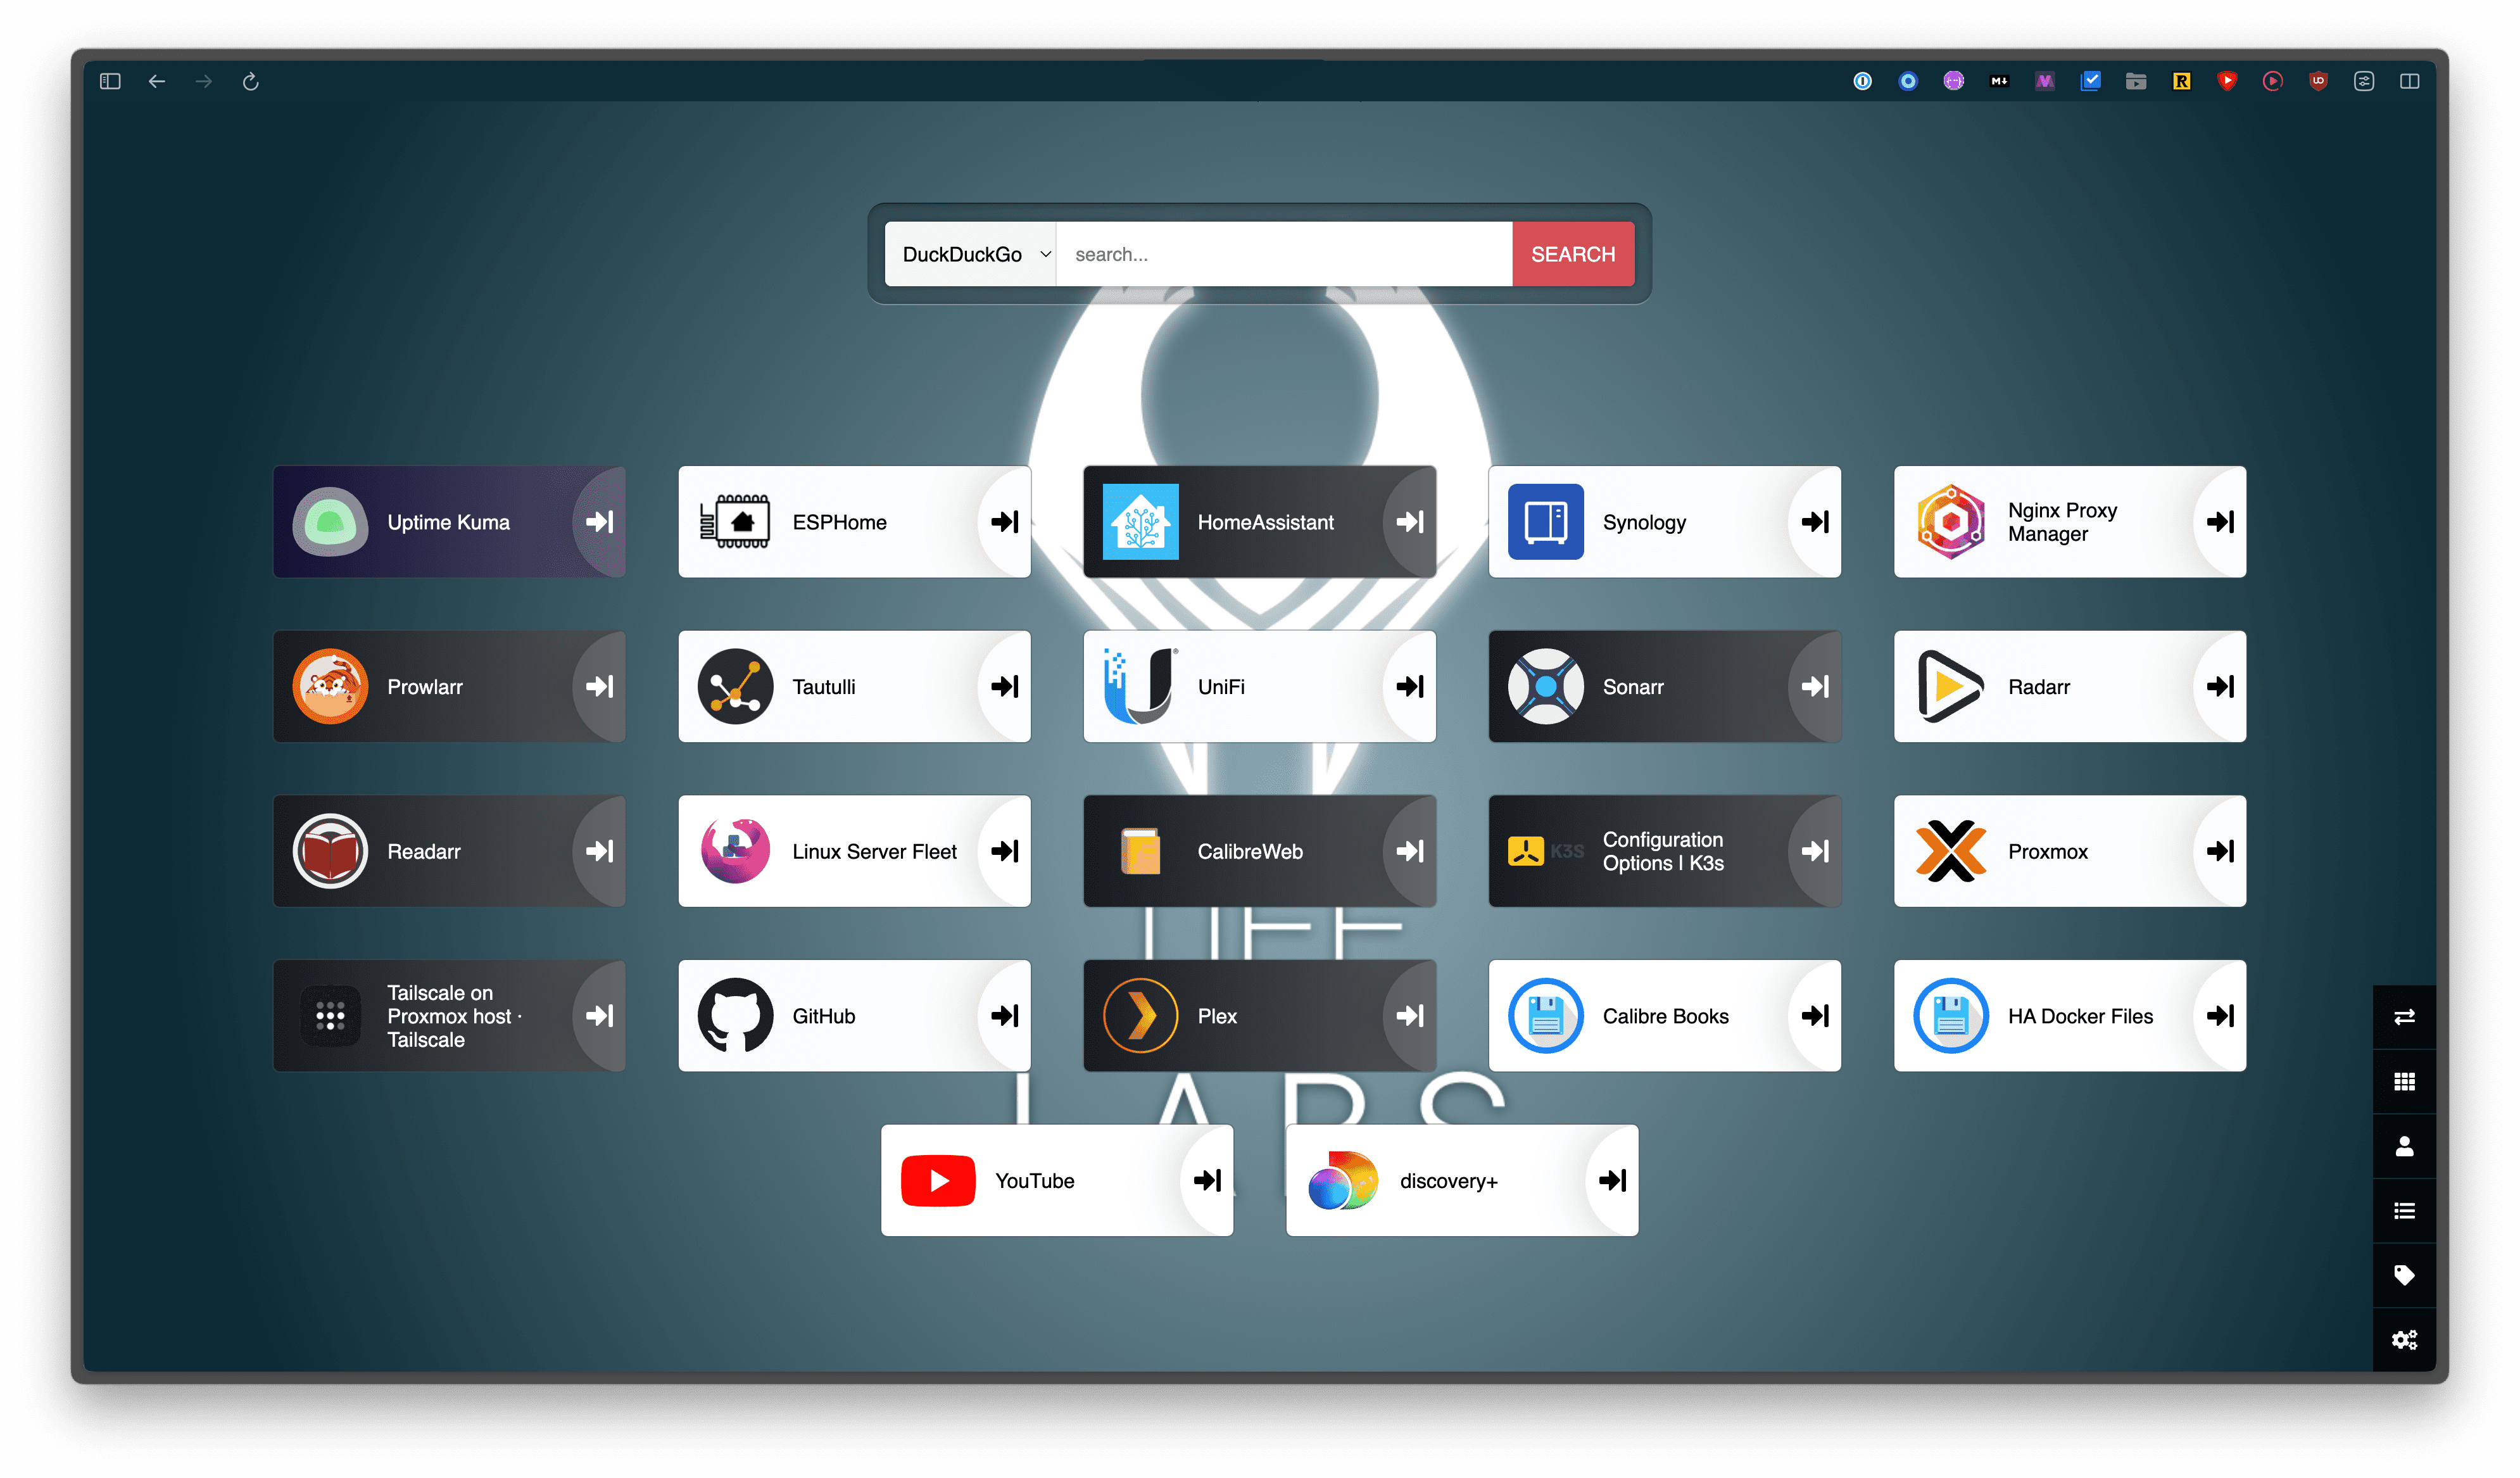 M↓
R
UD
DuckDuckGo
search...
SEARCH
Uptime Kuma
ESPHome
HomeAssistant
Synology
Nginx Proxy
Manager
Prowlarr
Tautulli
UniFi
Sonarr
Radarr
Readarr
Linux Server Fleet
CalibreWeb
K3S
Configuration
Options | K3s
Proxmox
Tailscale on
Proxmox host ·
Tailscale
GitHub
Plex
Calibre Books
HA Docker Files
LABS
YouTube
discovery+